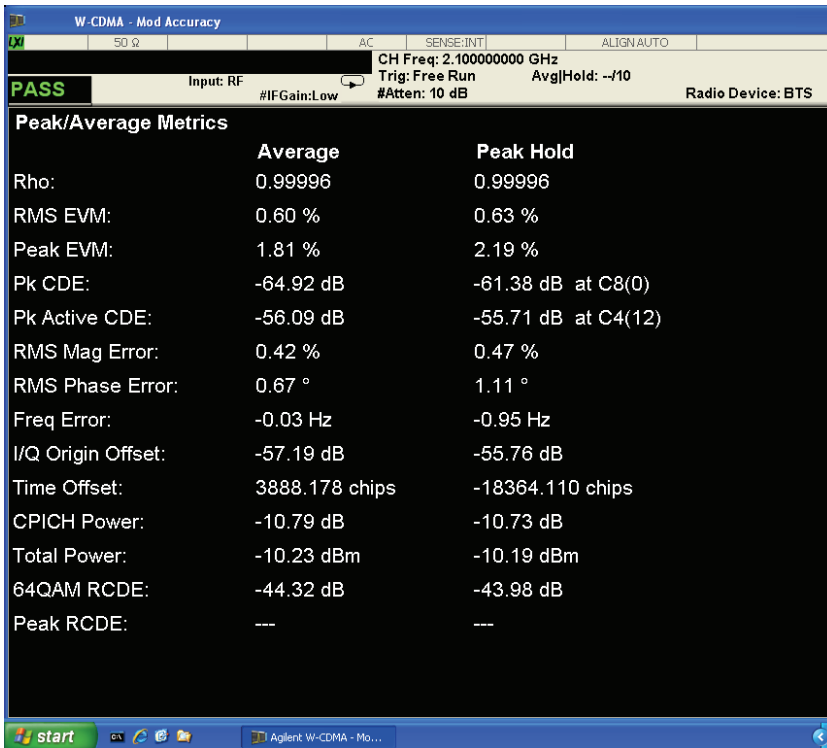 W-CDMA - Mod Accuracy
LXI 50 Ω AC SENSE:INT ALIGN AUTO
CH Freq: 2.100000000 GHz
Input: RF Trig: Free Run Avg|Hold: --/10
PASS #IFGain:Low #Atten: 10 dB Radio Device: BTS
Peak/Average Metrics
Average Peak Hold
Rho: 0.99996 0.99996
RMS EVM: 0.60 % 0.63 %
Peak EVM: 1.81 % 2.19 %
Pk CDE: -64.92 dB -61.38 dB at C8(0)
Pk Active CDE: -56.09 dB -55.71 dB at C4(12)
RMS Mag Error: 0.42 % 0.47 %
RMS Phase Error: 0.67 ° 1.11 °
Freq Error: -0.03 Hz -0.95 Hz
I/Q Origin Offset: -57.19 dB -55.76 dB
Time Offset: 3888.178 chips -18364.110 chips
CPICH Power: -10.79 dB -10.73 dB
Total Power: -10.23 dBm -10.19 dBm
64QAM RCDE: -44.32 dB -43.98 dB
Peak RCDE: --- ---
start Agilent W-CDMA - Mo...